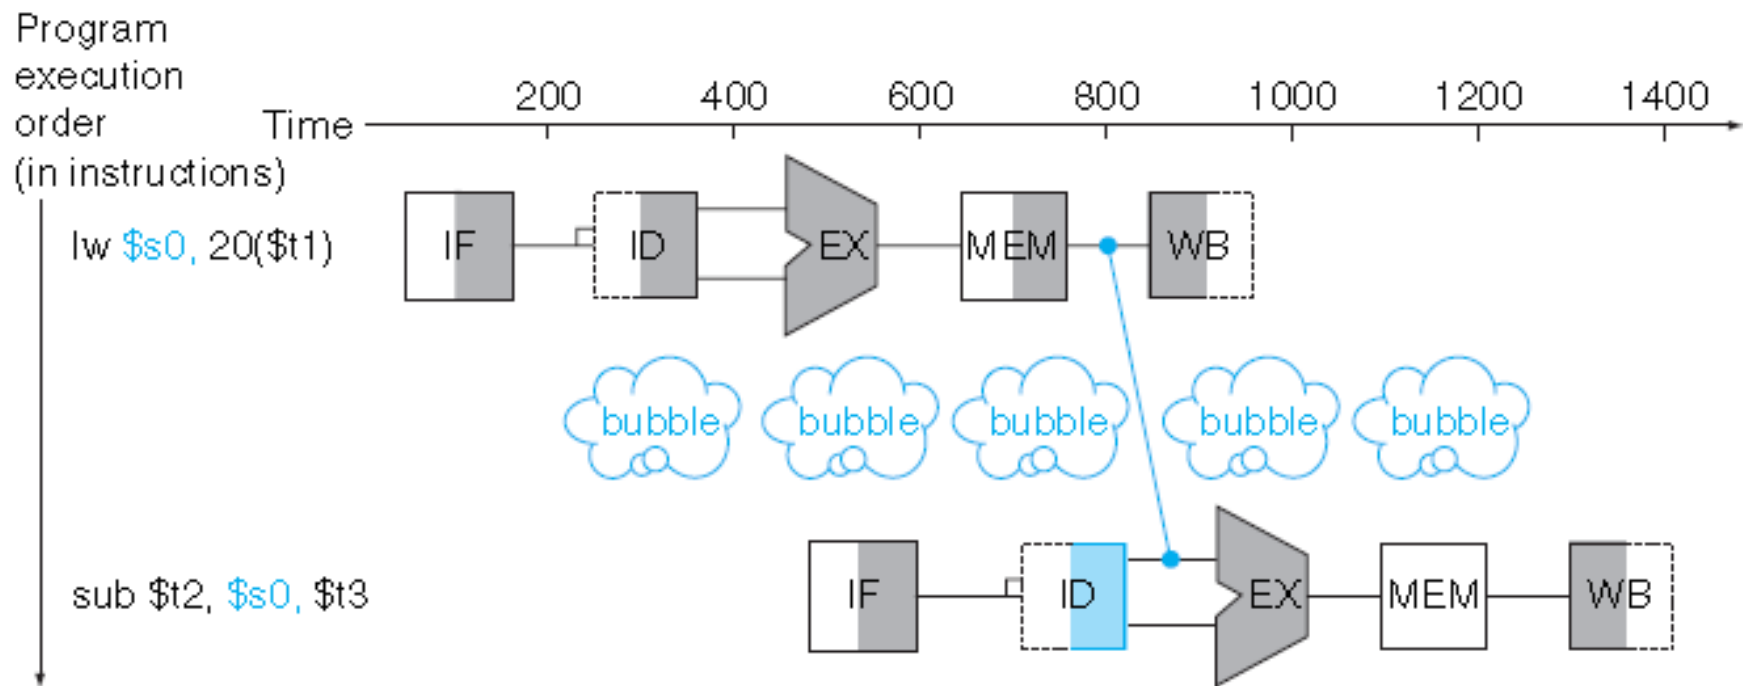 Program
execution
order
(in instructions)
Time
200 400 600 800 1000 1200 1400
lw $s0, 20($t1)
IF ID EX MEM WB
bubble bubble bubble bubble bubble
sub $t2, $s0, $t3
IF ID EX MEM WB